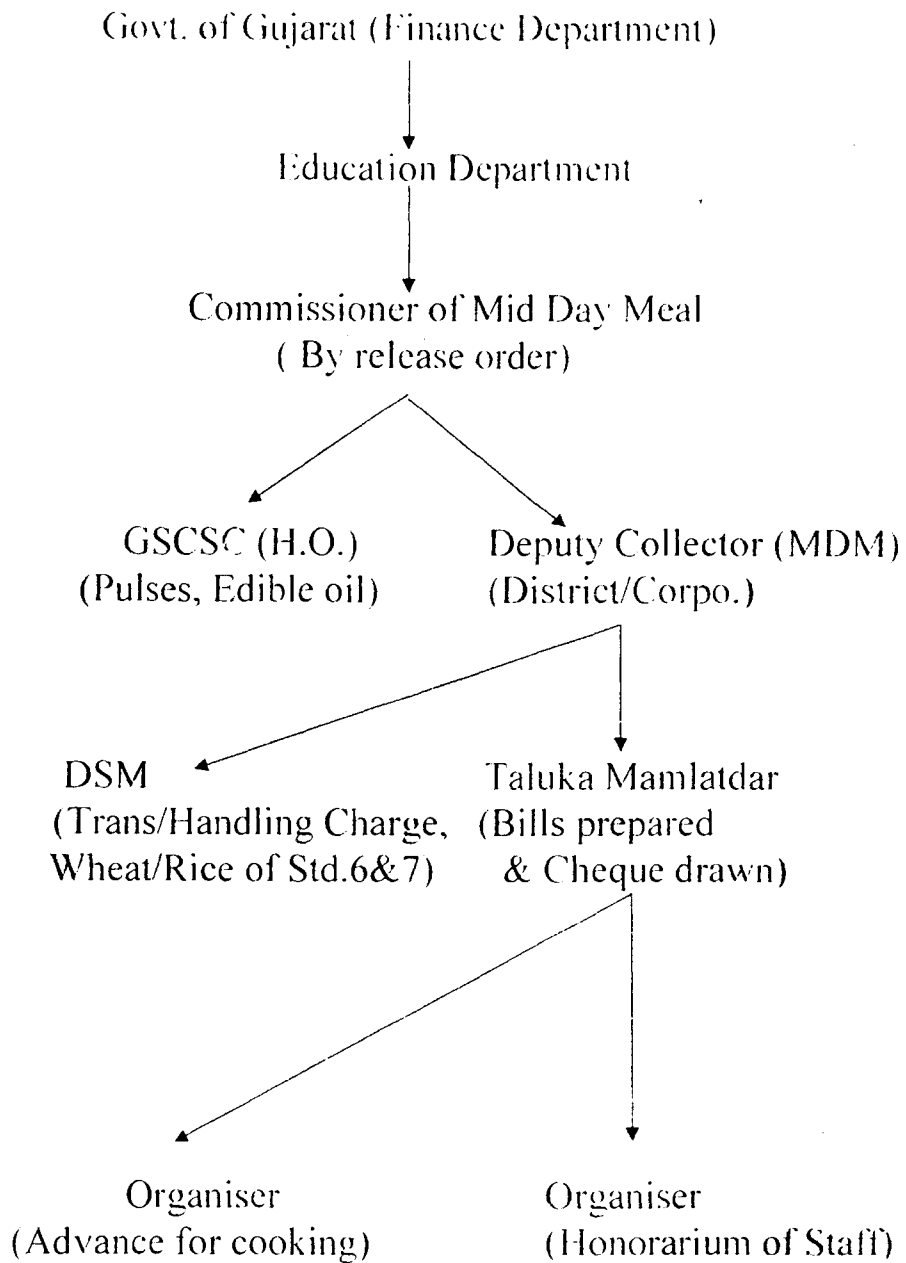 Govt. of Gujarat (Finance Department)
Education Department
Commissioner of Mid Day Meal
( By release order)
GSCSC (H.O.)
(Pulses, Edible oil)
Deputy Collector (MDM)
(District/Corpo.)
DSM
(Trans/Handling Charge,
Wheat/Rice of Std.6&7)
Taluka Mamlatdar
(Bills prepared
& Cheque drawn)
Organiser
(Advance for cooking)
Organiser
(Honorarium of Staff)